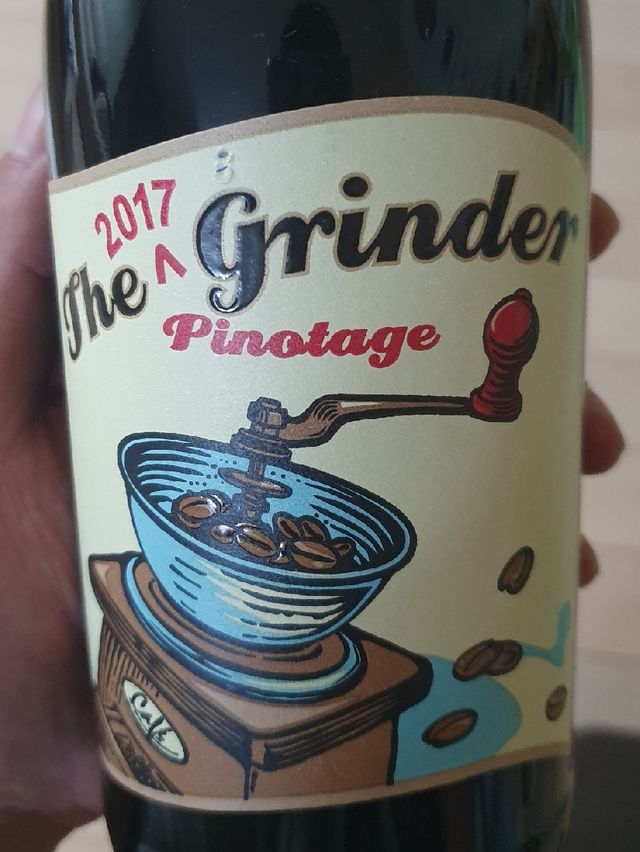 2017
The ^ Grinder
Pinotage
Café